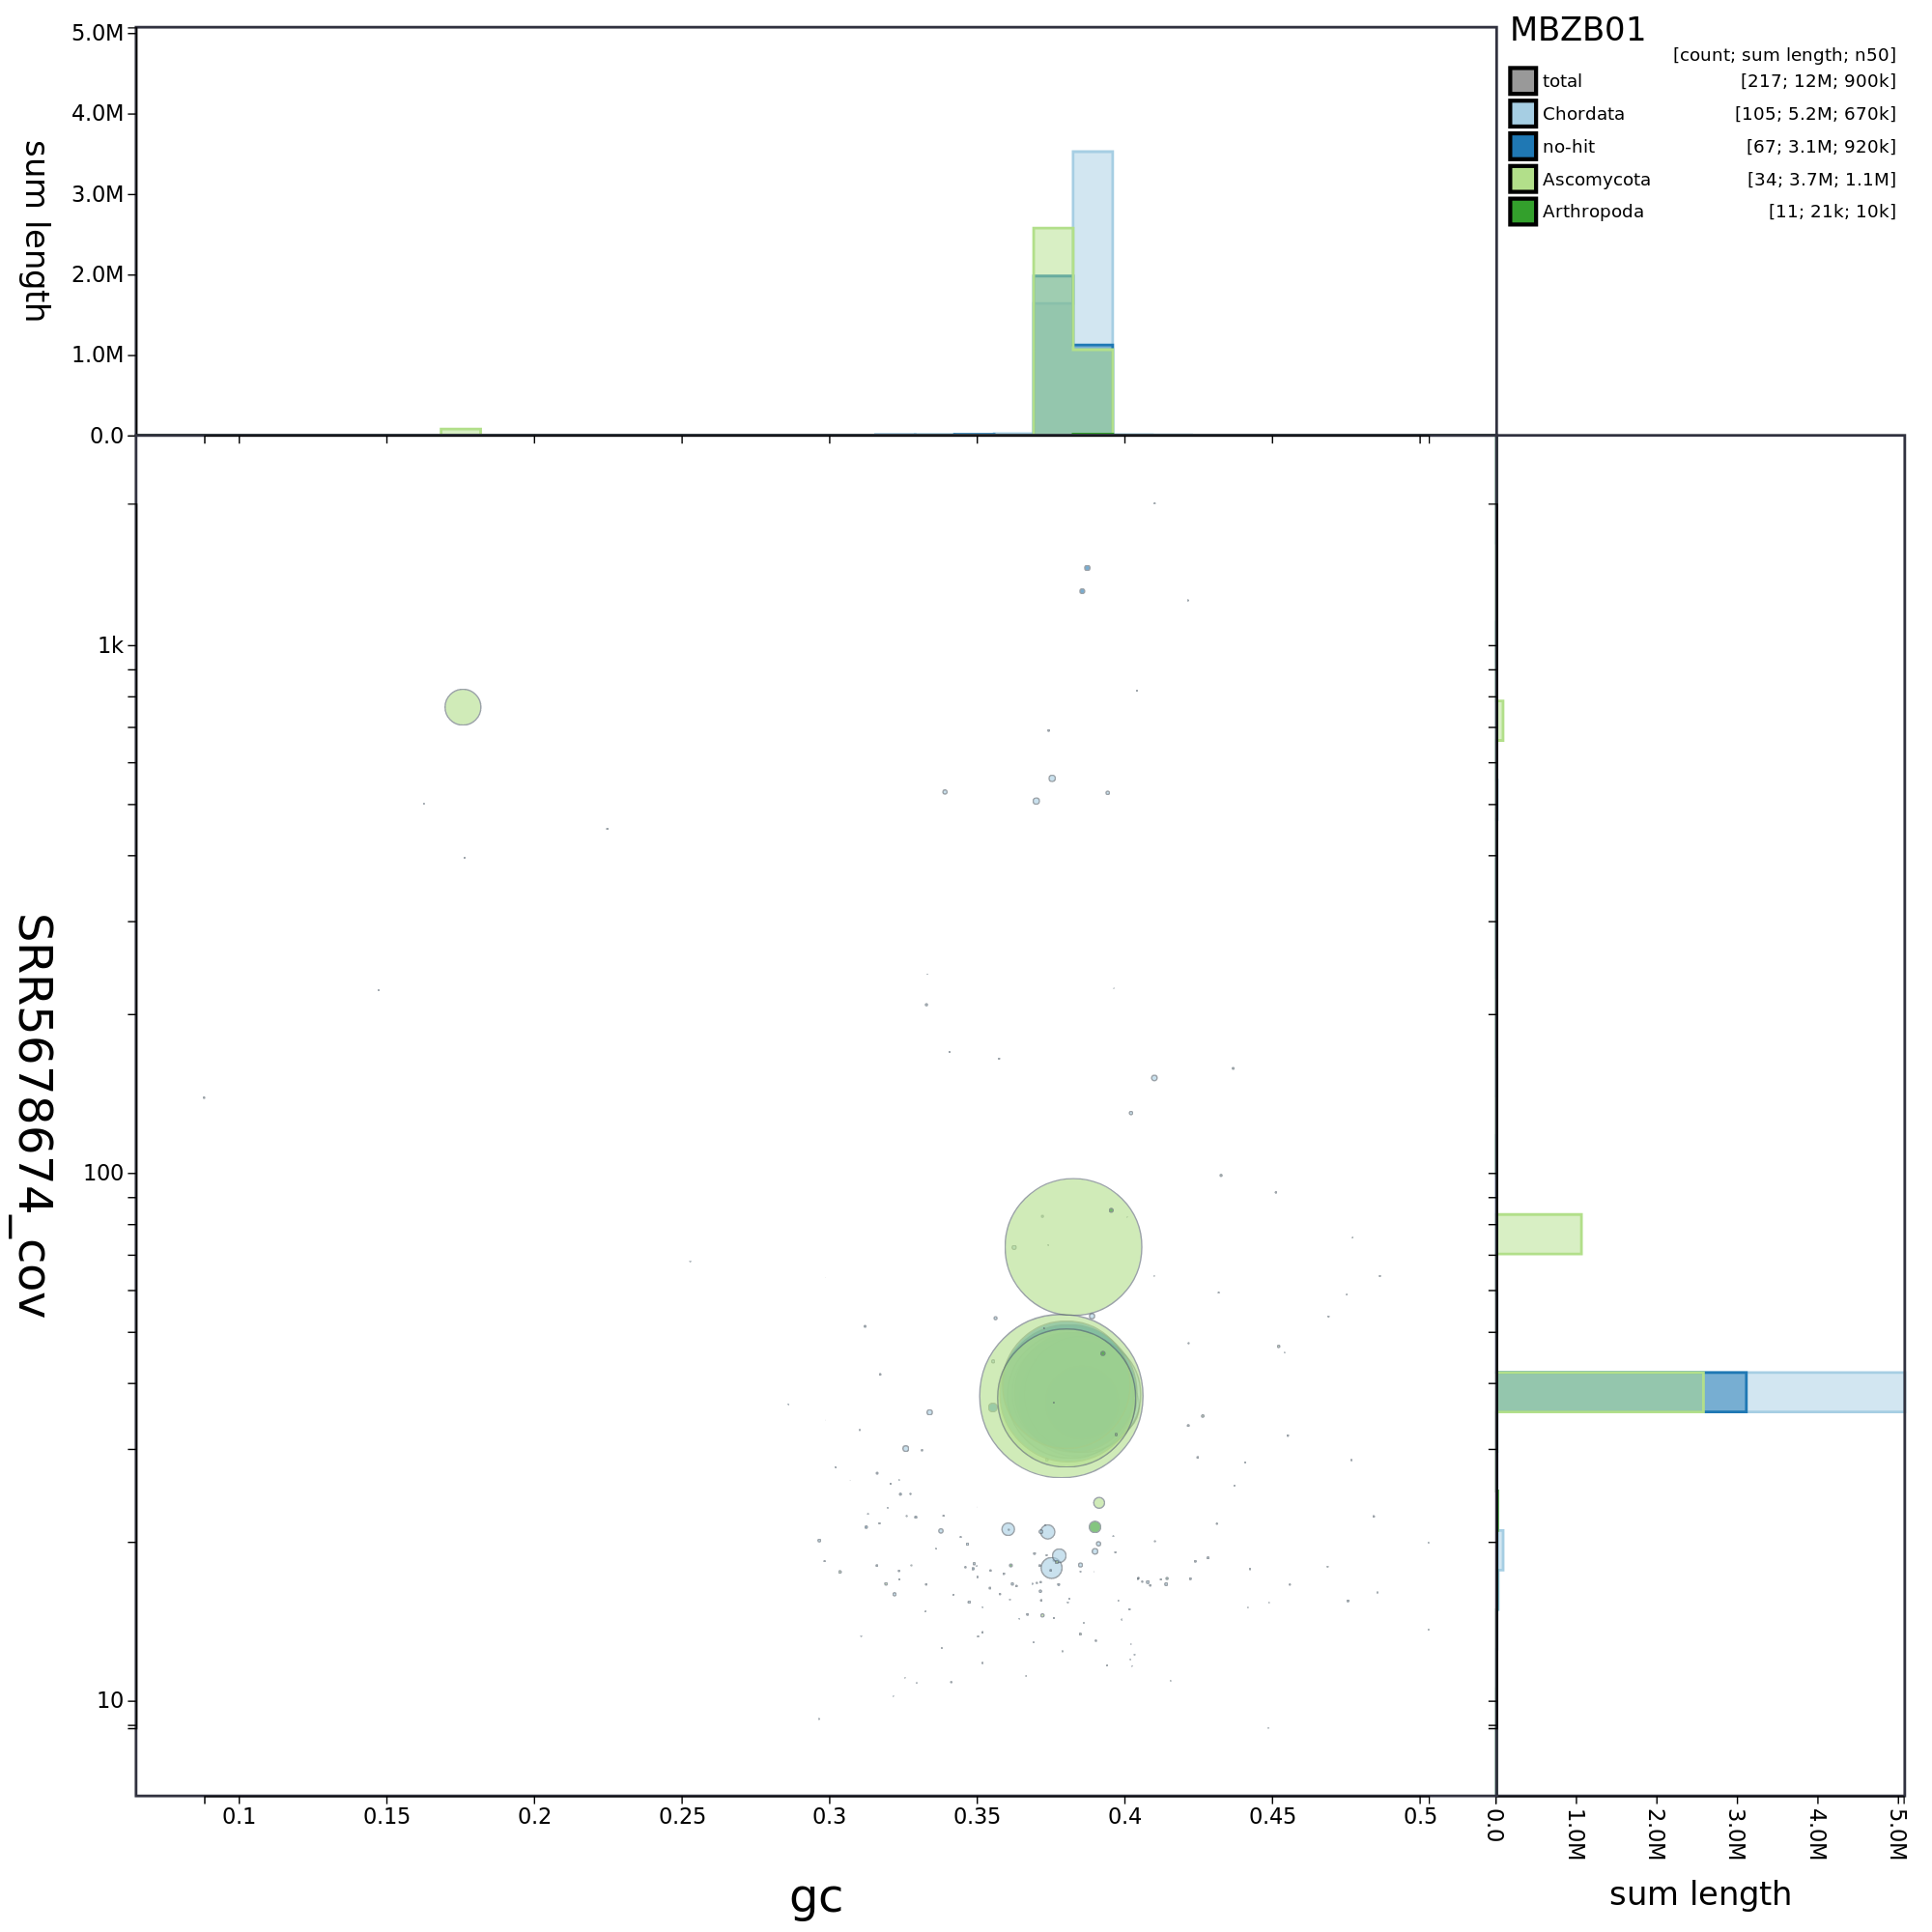 MBZB01
[count; sum length; n50]
total [217; 12M; 900k]
Chordata [105; 5.2M; 670k]
no-hit [67; 3.1M; 920k]
Ascomycota [34; 3.7M; 1.1M]
Arthropoda [11; 21k; 10k]
sum length
5.0M
4.0M
3.0M
2.0M
1.0M
0.0
SRR5678674_cov
1k
100
10
0.1 0.15 0.2 0.25 0.3 0.35 0.4 0.45 0.5
gc
0.0 1.0M 2.0M 3.0M 4.0M 5.0M
sum length